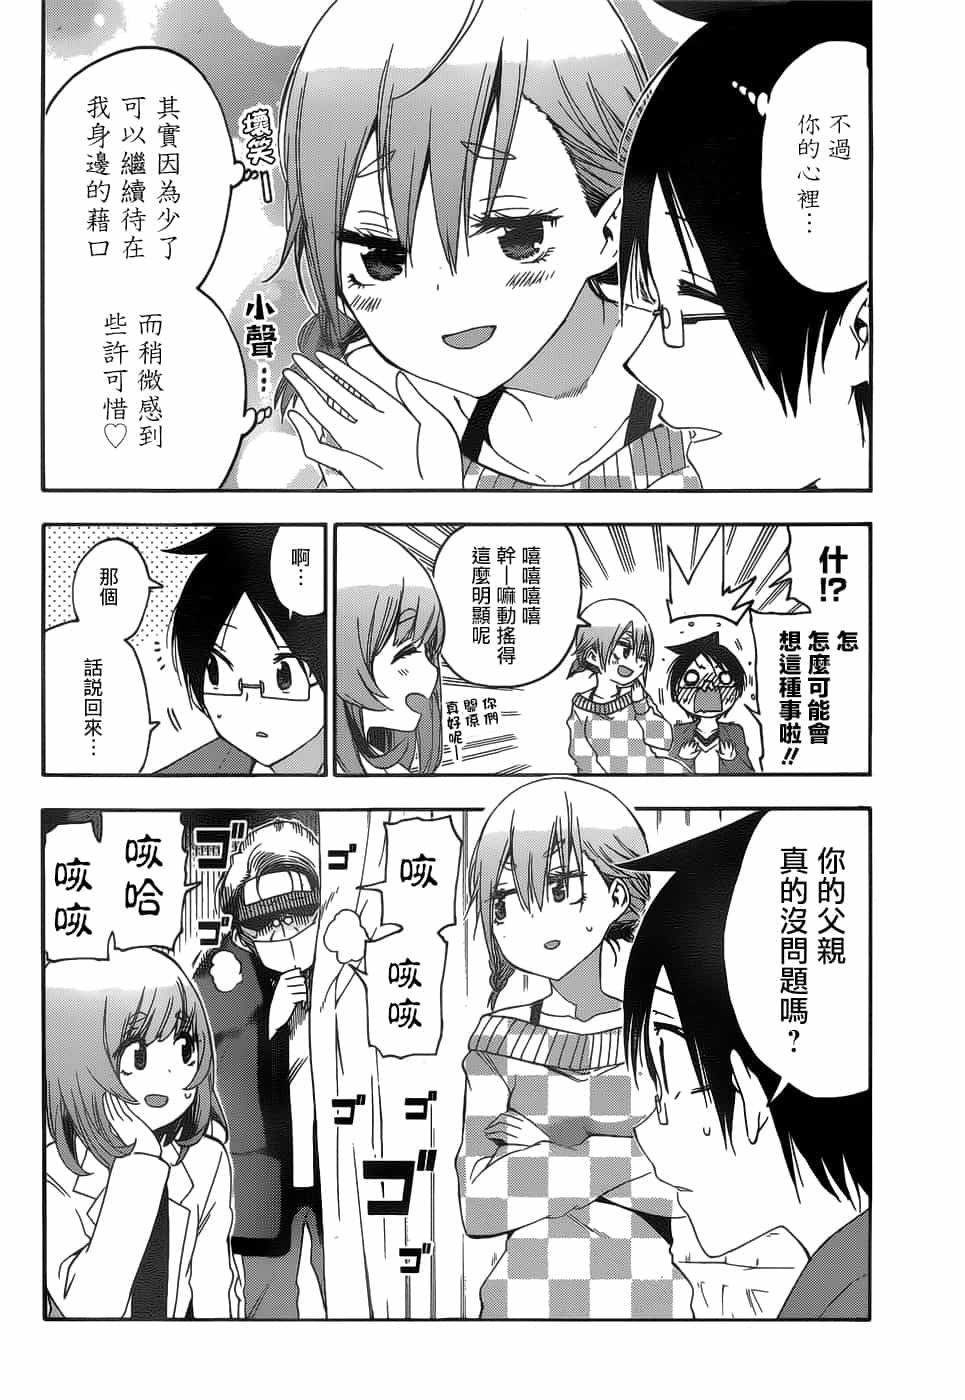 不過
你的心裡…
壞笑—
小聲…
其實因為少了
可以繼續待在
我身邊的藉口
而稍微感到
些許可惜♡
什!?
怎
怎麼可能會
想這種事啦!!
嘻嘻嘻嘻
幹—嘛動搖得
這麼明顯呢
你們
關係
真好呢—
啊…
那個
話説回來…
你的父親
真的沒問題嗎?
咳
咳咳
ゴ
ゴ
ゴ
ゴ
ゴ
ゴ
ゴ
咳哈
咳咳